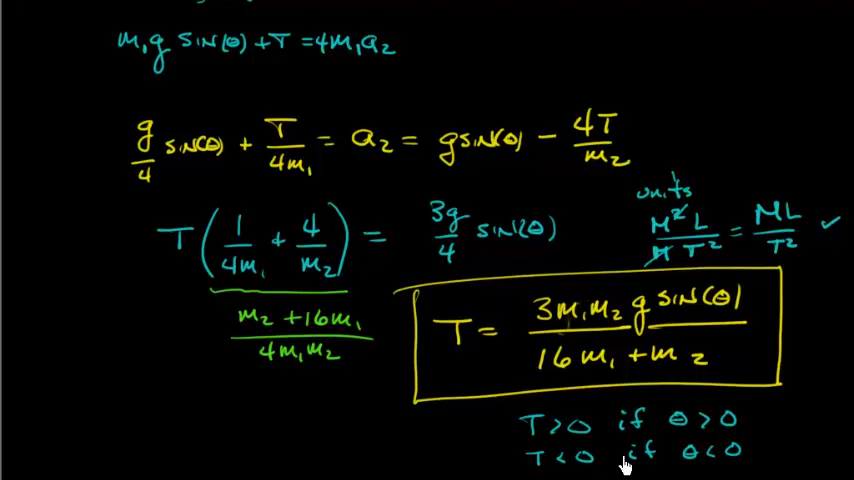 m₁g sin(θ) + T = 4m₁a₂
g/4 sin(θ) + T/4m₁ = a₂ = g sin(θ) − 4T/m₂
units
T(1/4m₁ + 4/m₂) = 3g/4 sin(θ)
M²L/MT² = ML/T² ✓
m₂ + 16m₁/4m₁m₂
T = 3m₁m₂ g sin(θ)/16m₁ + m₂
T > 0 if θ > 0
T < 0 if θ < 0